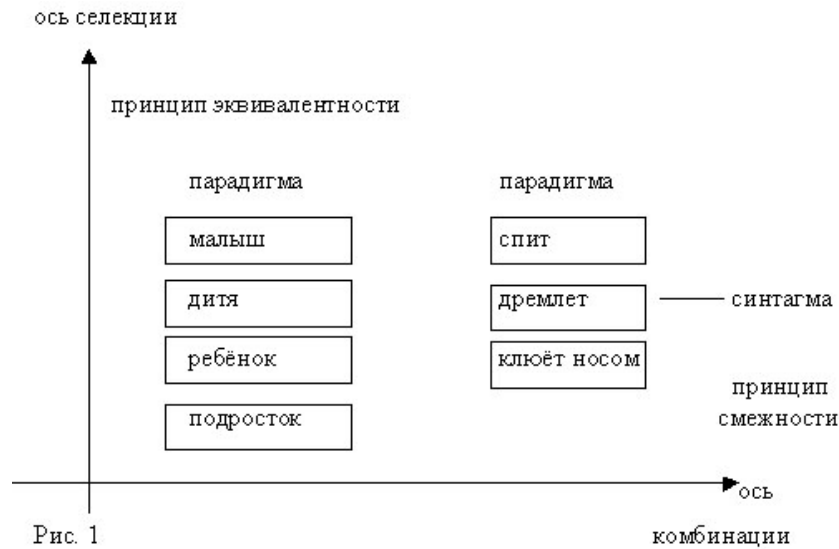 ось селекции
принцип эквивалентности
парадигма парадигма
малыш спит
дитя дремлет синтагма
ребёнок клюёт носом
принцип
подросток смежности
ось
Рис. 1 комбинации